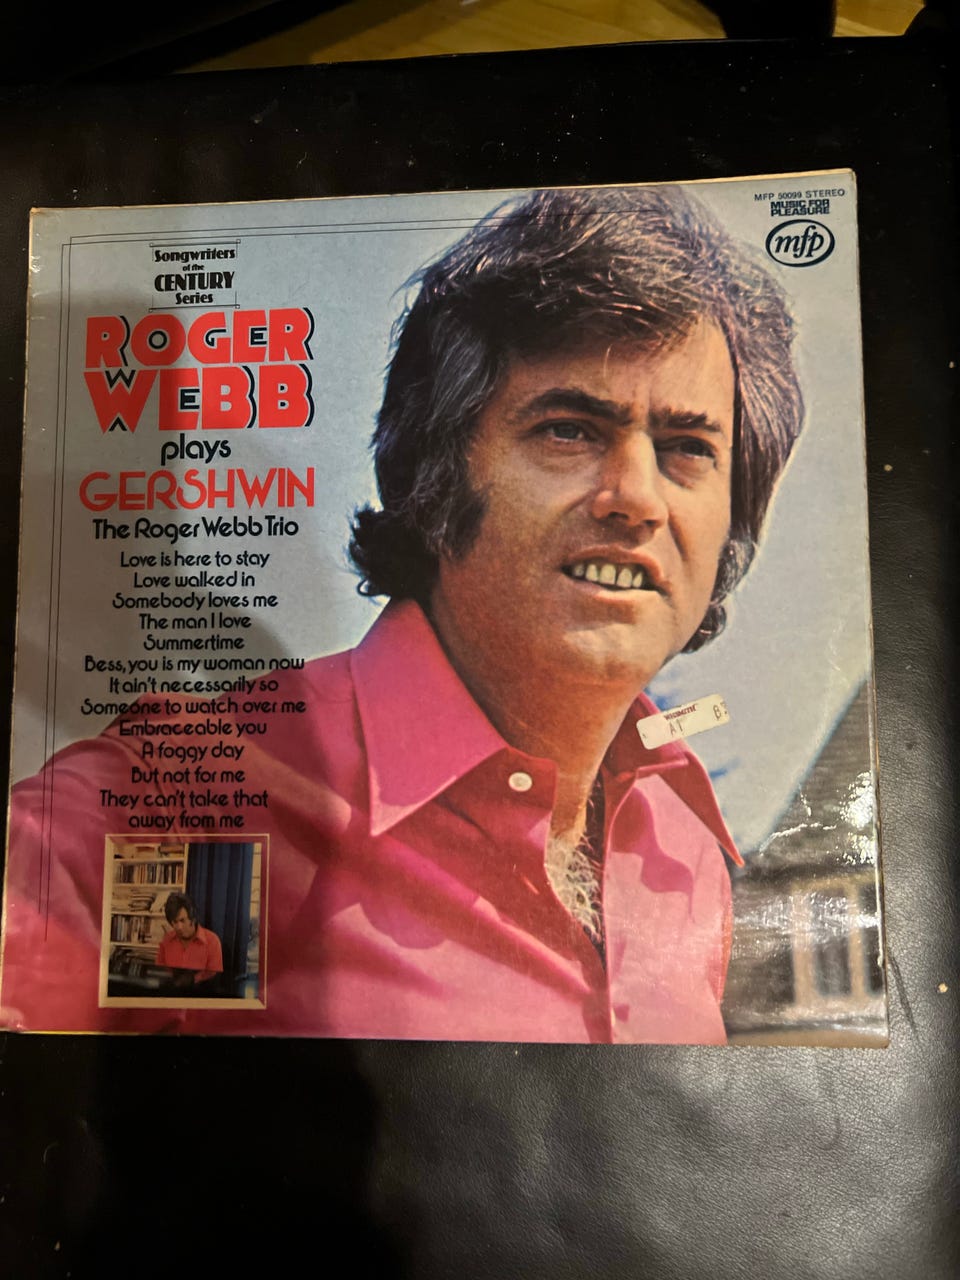 MFP 50099 STEREO
MUSIC FOR
PLEASURE
mfp
Songwriters
of the
CENTURY
Series
ROGER
WEBB
plays
GERSHWIN
The Roger Webb Trio
Love is here to stay
Love walked in
Somebody loves me
The man I love
Summertime
Bess, you is my woman now
It ain't necessarily so
Someone to watch over me
Embraceable you
A foggy day
But not for me
They can't take that
away from me
WHSMITH
A1